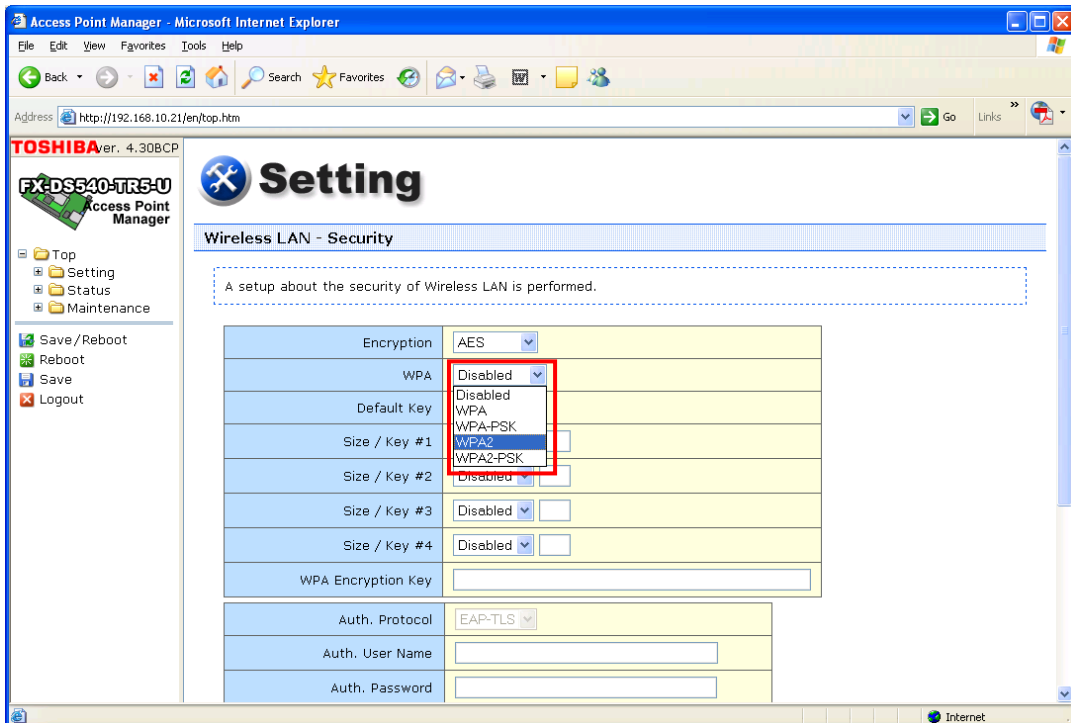 Access Point Manager - Microsoft Internet Explorer
File Edit View Favorites Tools Help
Back Search Favorites
Address http://192.168.10.21/en/top.htm Go Links »
TOSHIBA ver. 4.30BCP
FX-DS540-TR5-U
Access Point
Manager
Top
Setting
Status
Maintenance
Save/Reboot
Reboot
Save
Logout
Setting
Wireless LAN - Security
A setup about the security of Wireless LAN is performed.
Encryption AES
WPA Disabled
Disabled
WPA
WPA-PSK
WPA2
WPA2-PSK
Default Key
Size / Key #1
Size / Key #2 Disabled
Size / Key #3 Disabled
Size / Key #4 Disabled
WPA Encryption Key
Auth. Protocol EAP-TLS
Auth. User Name
Auth. Password
Internet